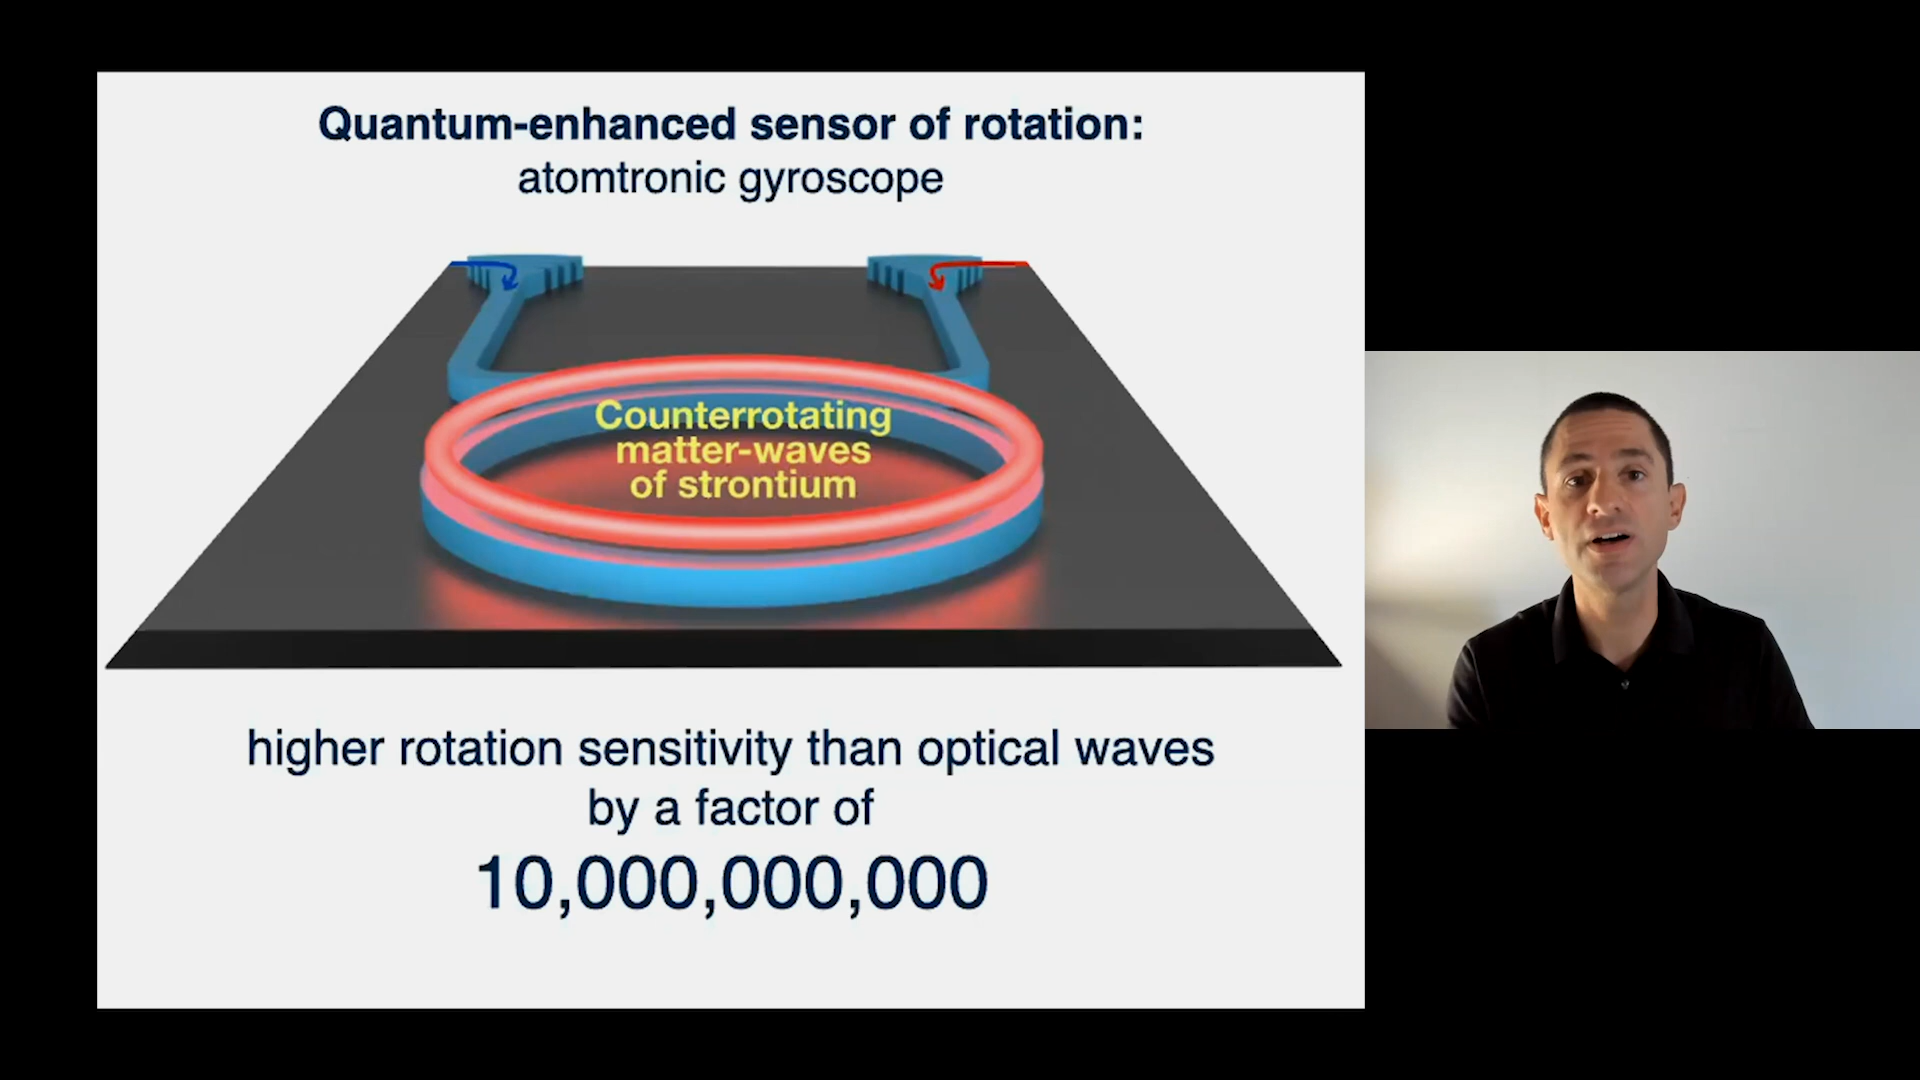 Quantum-enhanced sensor of rotation:
atomtronic gyroscope
Counterrotating
matter-waves
of strontium
higher rotation sensitivity than optical waves
by a factor of
10,000,000,000